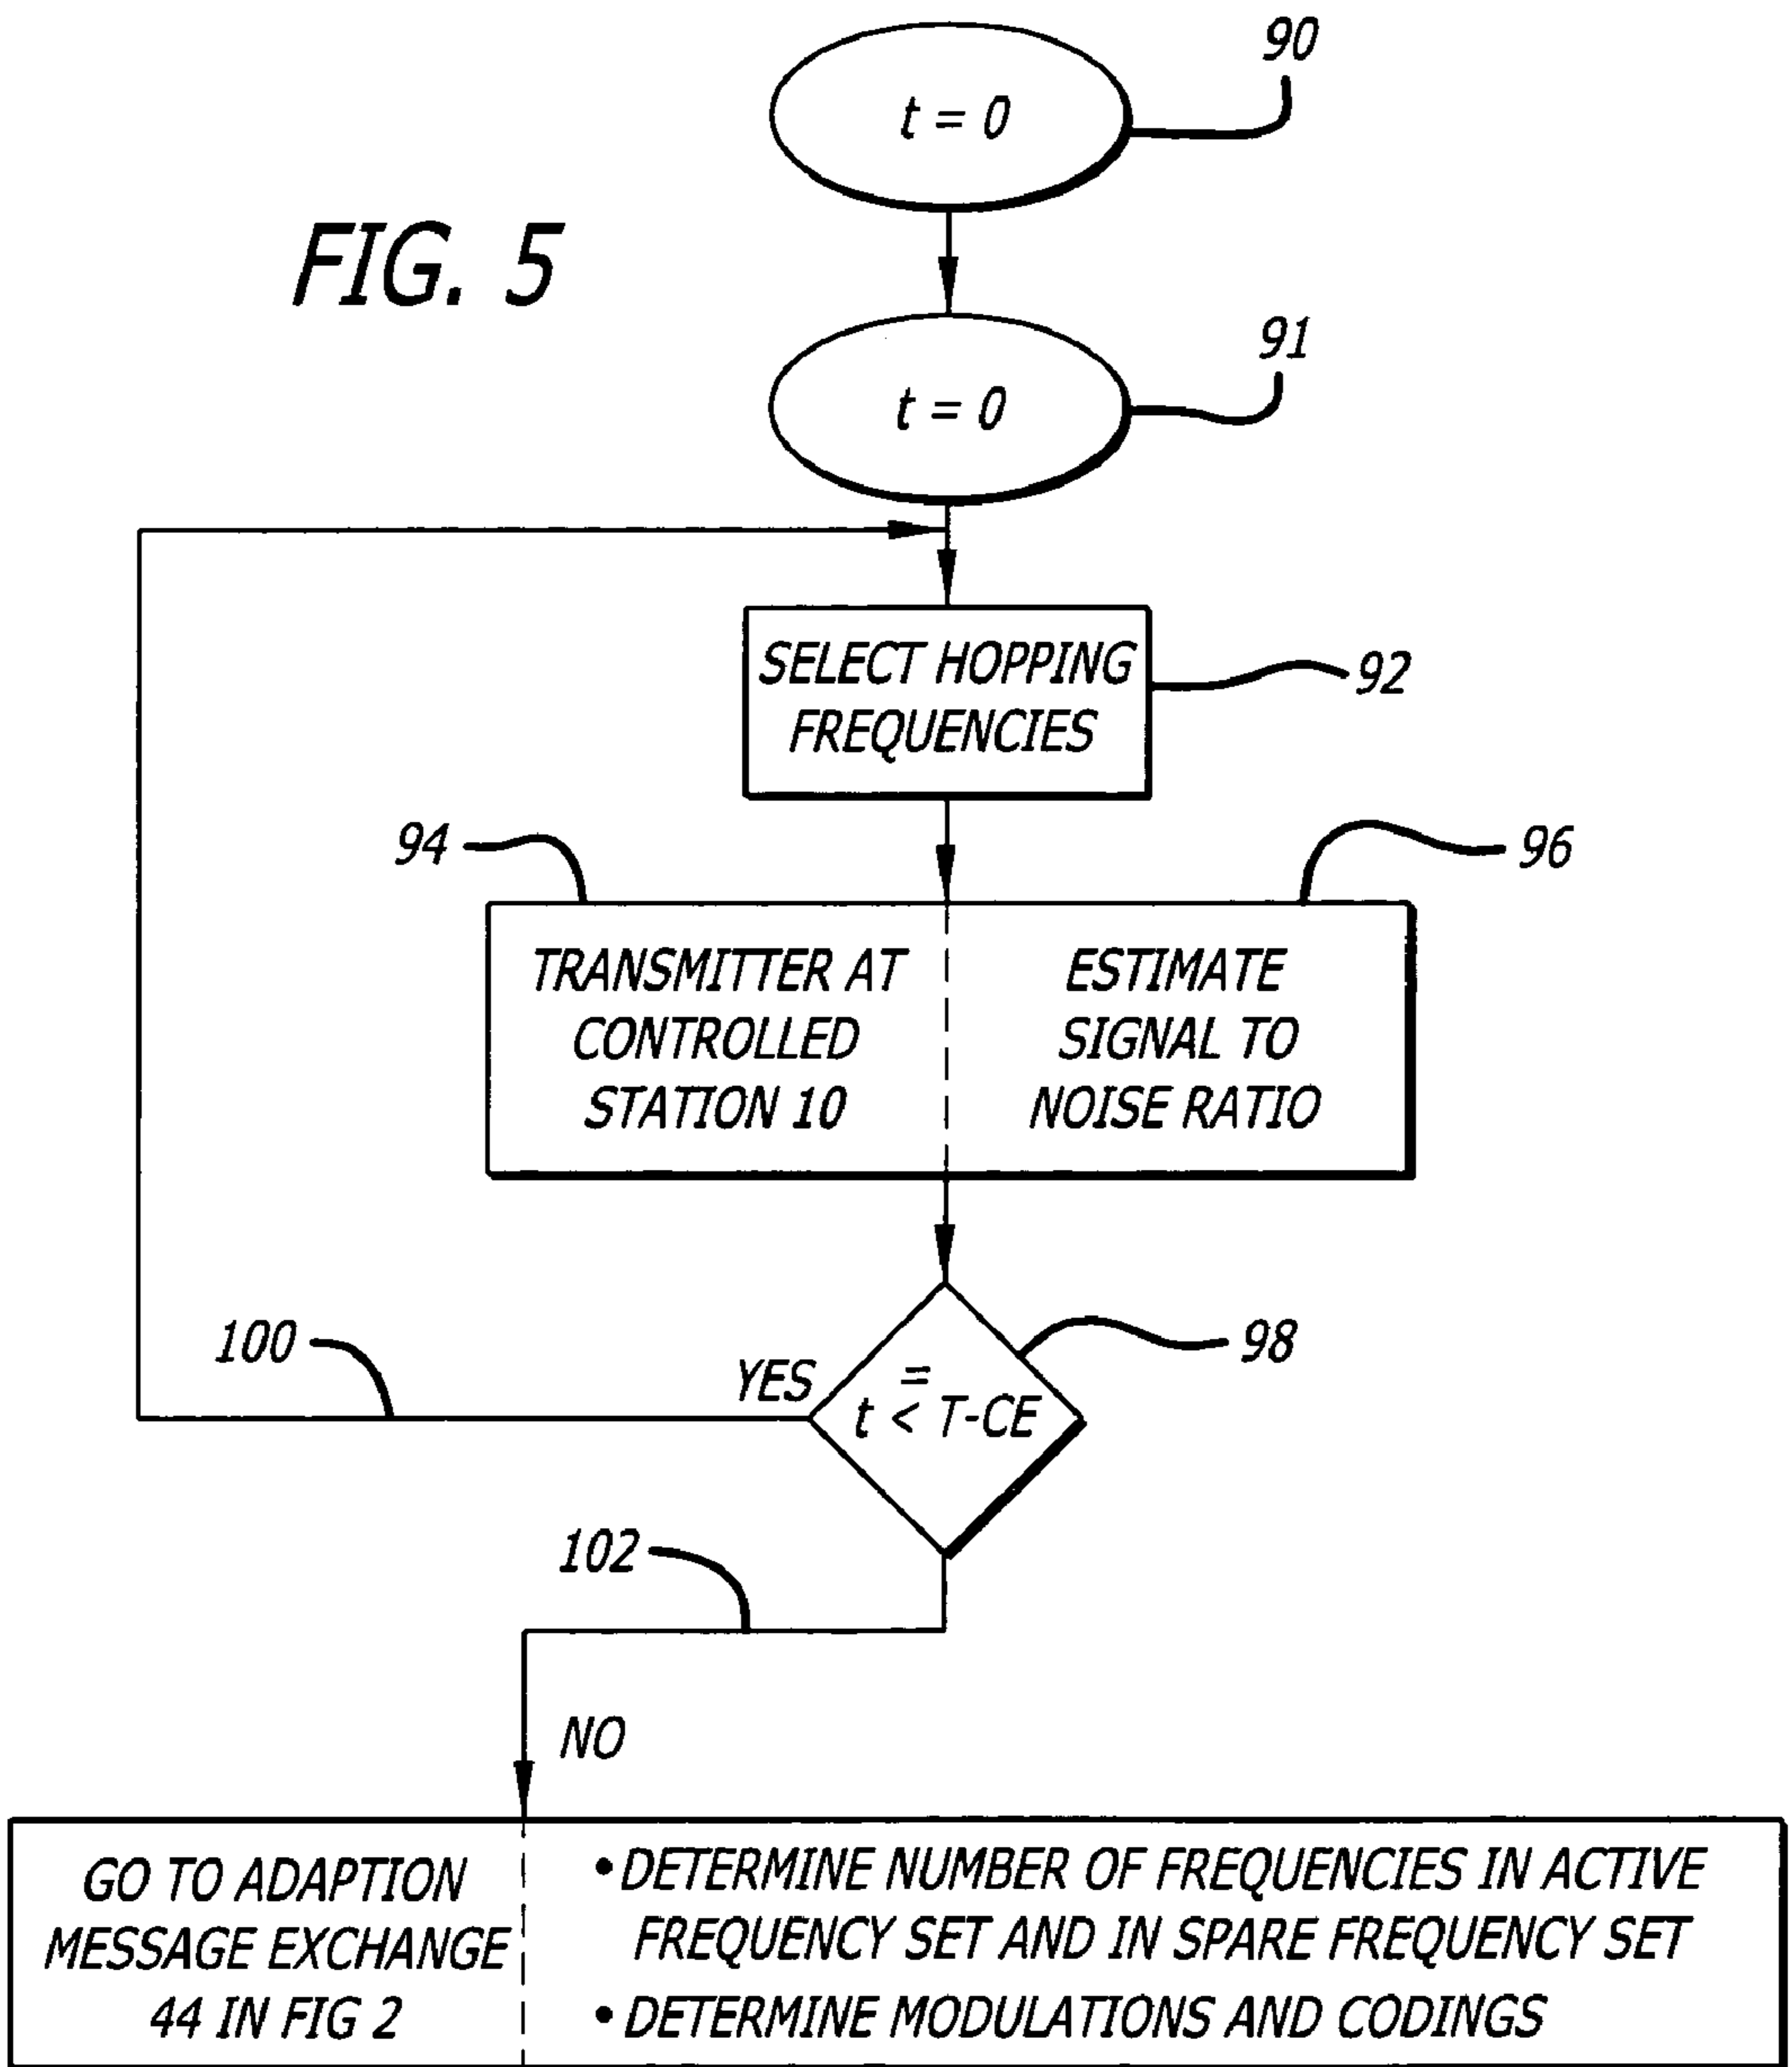 90
t = 0
FIG. 5
91
t = 0
SELECT HOPPING
FREQUENCIES
92
94
96
TRANSMITTER AT
CONTROLLED
STATION 10
ESTIMATE
SIGNAL TO
NOISE RATIO
98
100
YES
=
t < T-CE
102
NO
GO TO ADAPTION
MESSAGE EXCHANGE
44 IN FIG 2
• DETERMINE NUMBER OF FREQUENCIES IN ACTIVE
FREQUENCY SET AND IN SPARE FREQUENCY SET
• DETERMINE MODULATIONS AND CODINGS